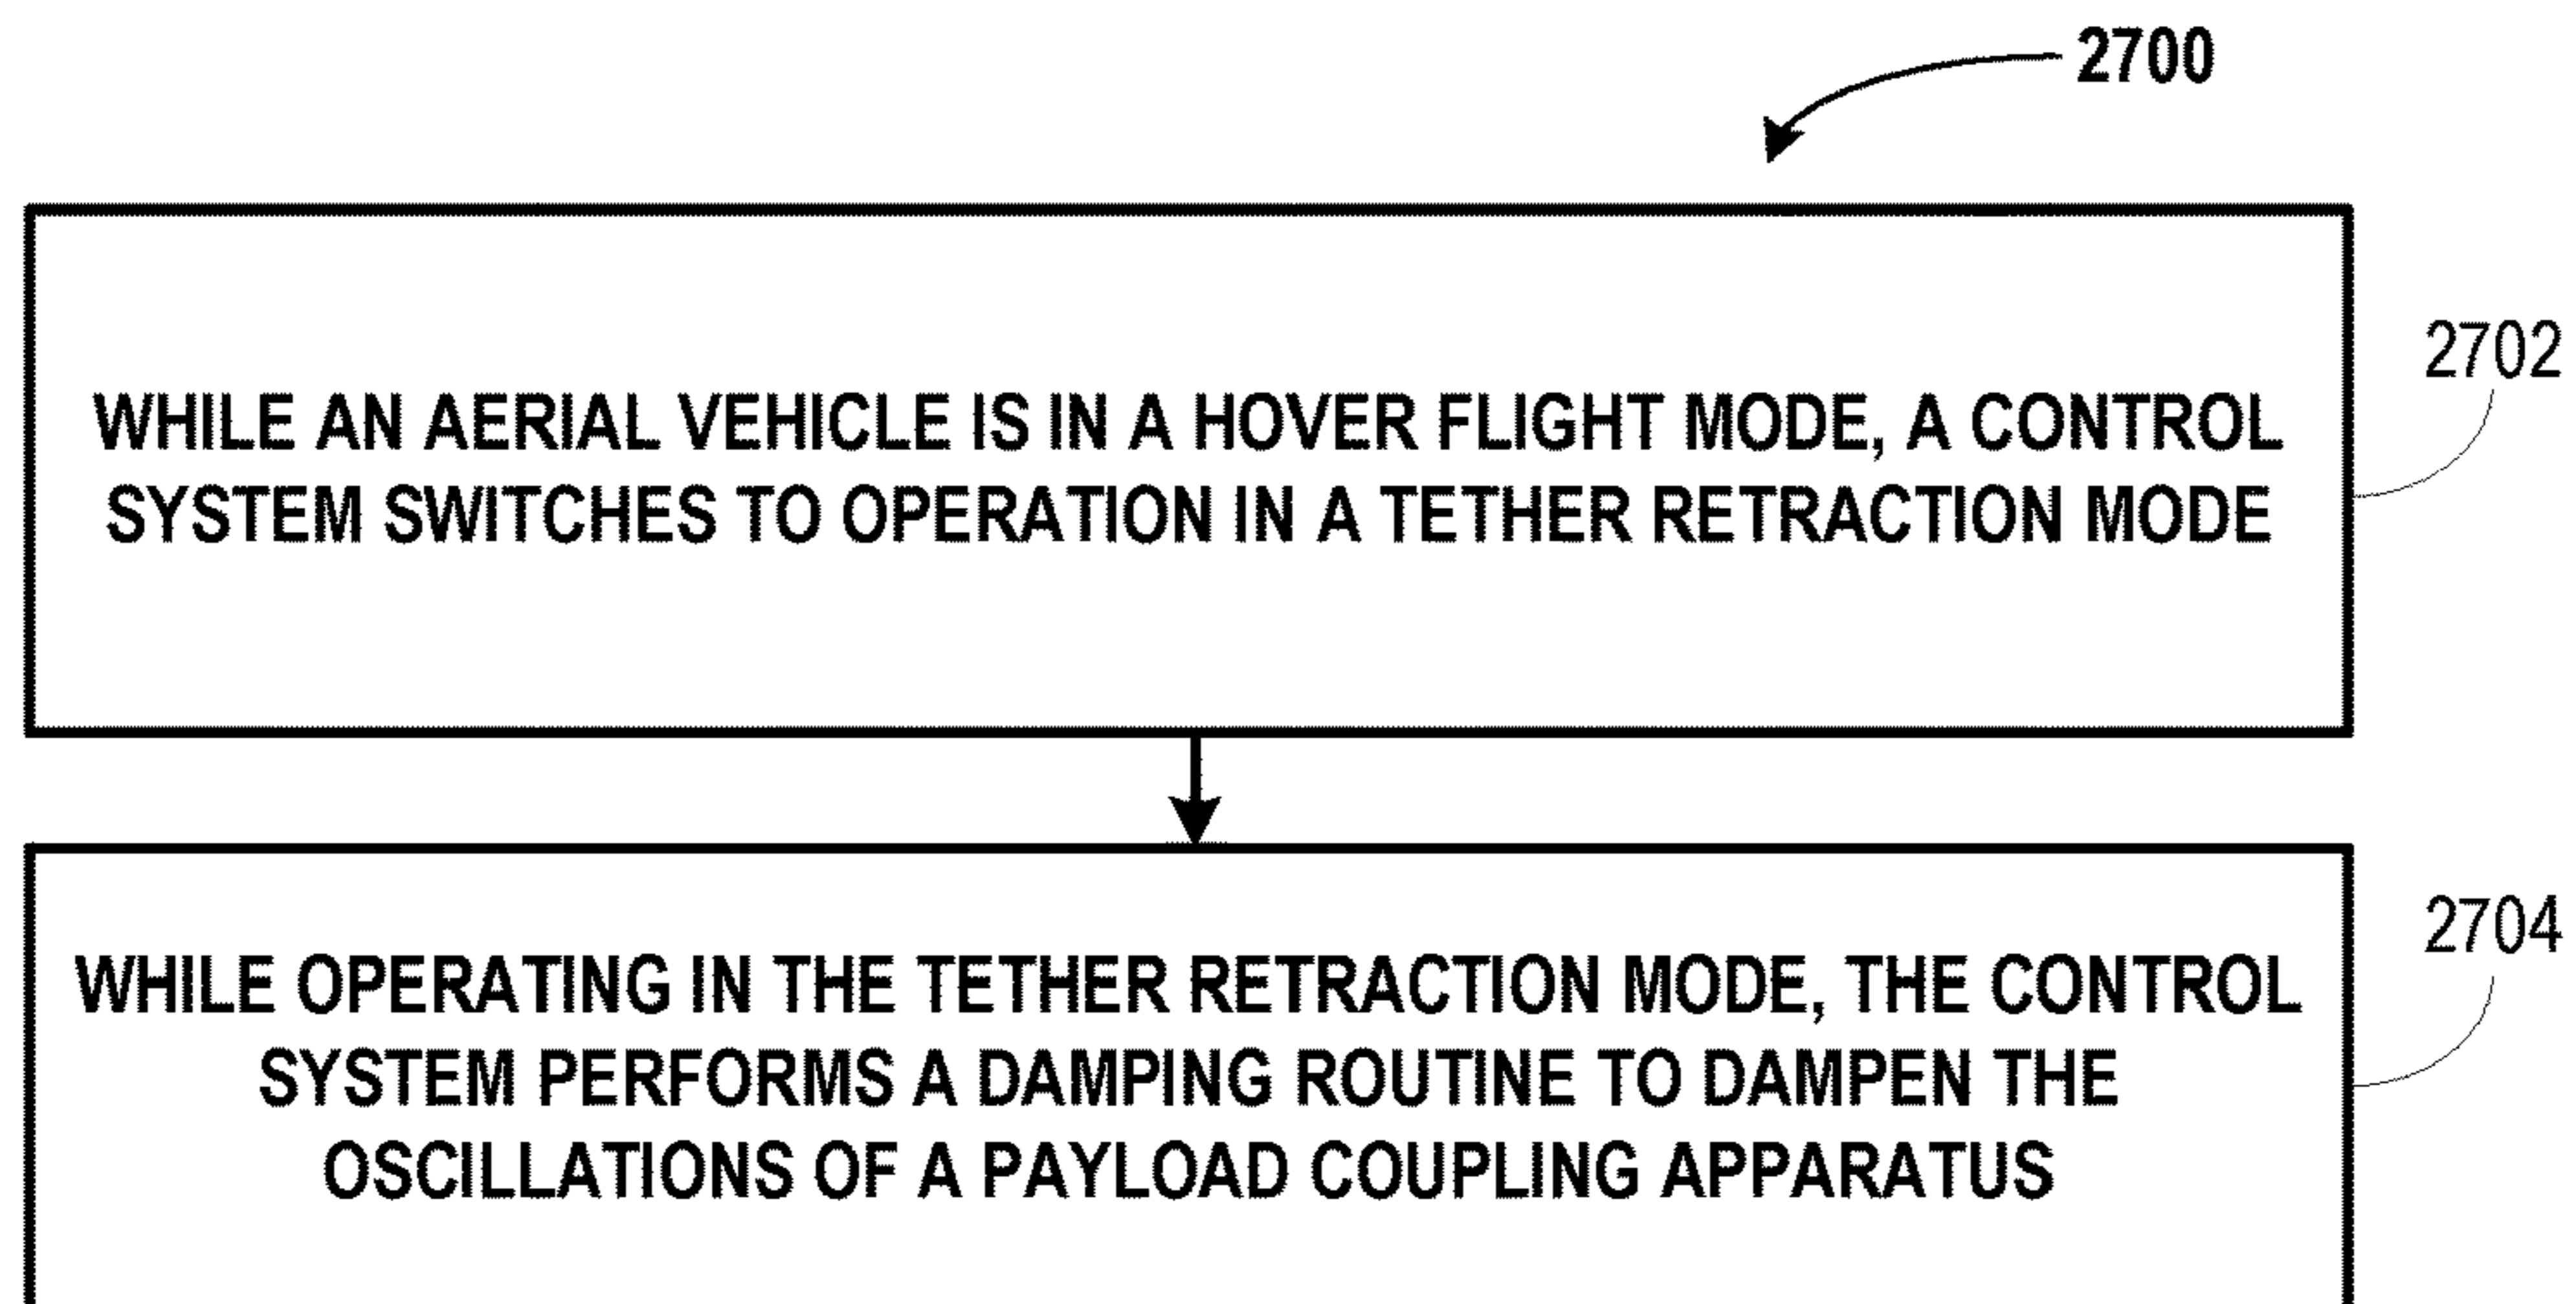 2700
2702
WHILE AN AERIAL VEHICLE IS IN A HOVER FLIGHT MODE, A CONTROL
SYSTEM SWITCHES TO OPERATION IN A TETHER RETRACTION MODE
2704
WHILE OPERATING IN THE TETHER RETRACTION MODE, THE CONTROL
SYSTEM PERFORMS A DAMPING ROUTINE TO DAMPEN THE
OSCILLATIONS OF A PAYLOAD COUPLING APPARATUS